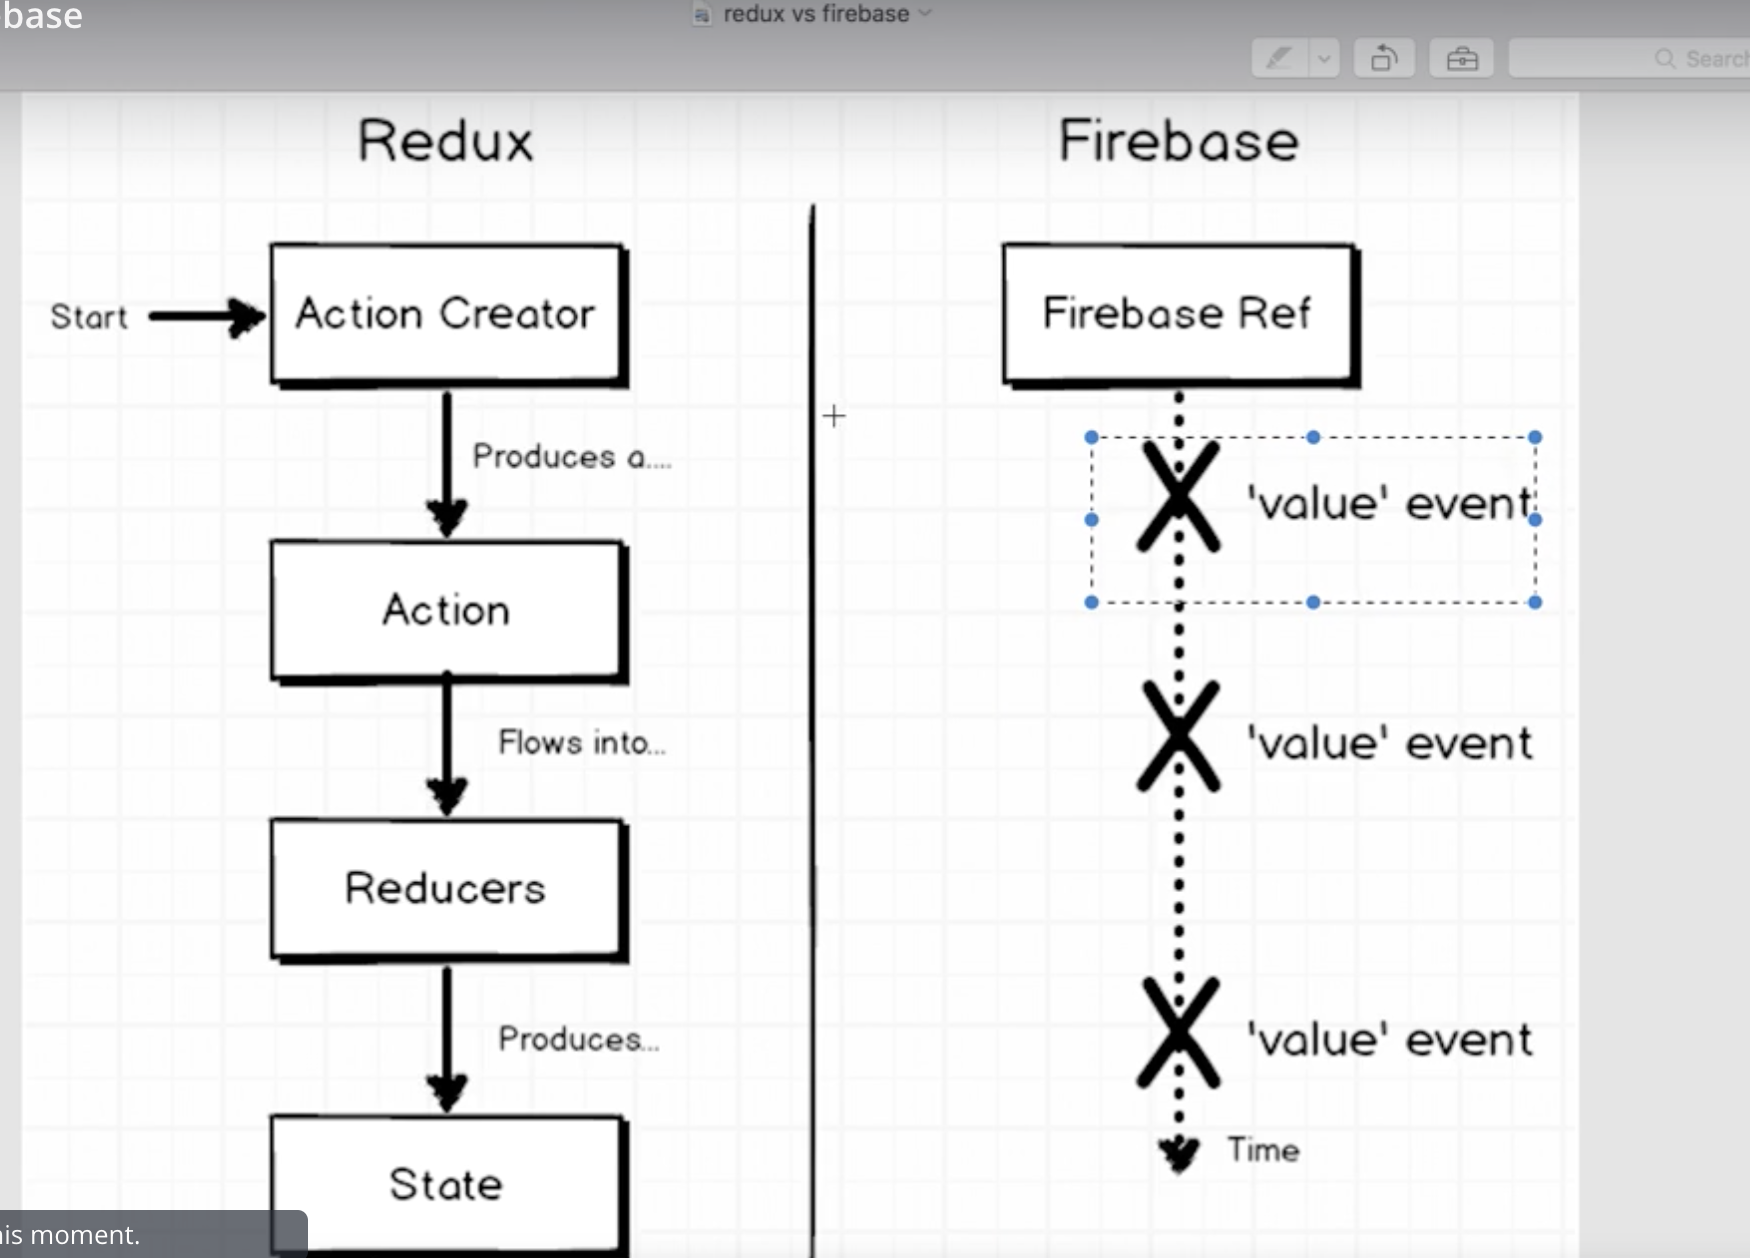 base
redux vs firebase
Search
Redux
Firebase
Start
Action Creator
Firebase Ref
Produces a....
'value' event
Action
Flows into...
'value' event
Reducers
Produces...
'value' event
Time
State
his moment.